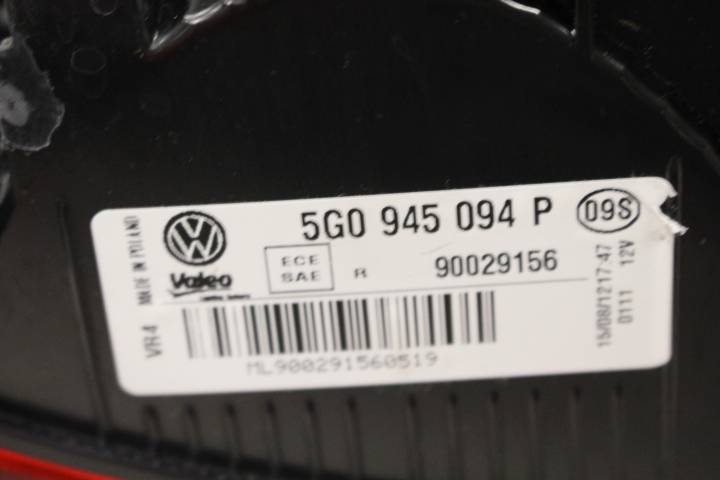 MADE IN POLAND
VR4
VW
Valeo
5G0 945 094 P
09S
ECE
SAE
R
90029156
ML900291560519
15/08/12 17:47
0111 12V